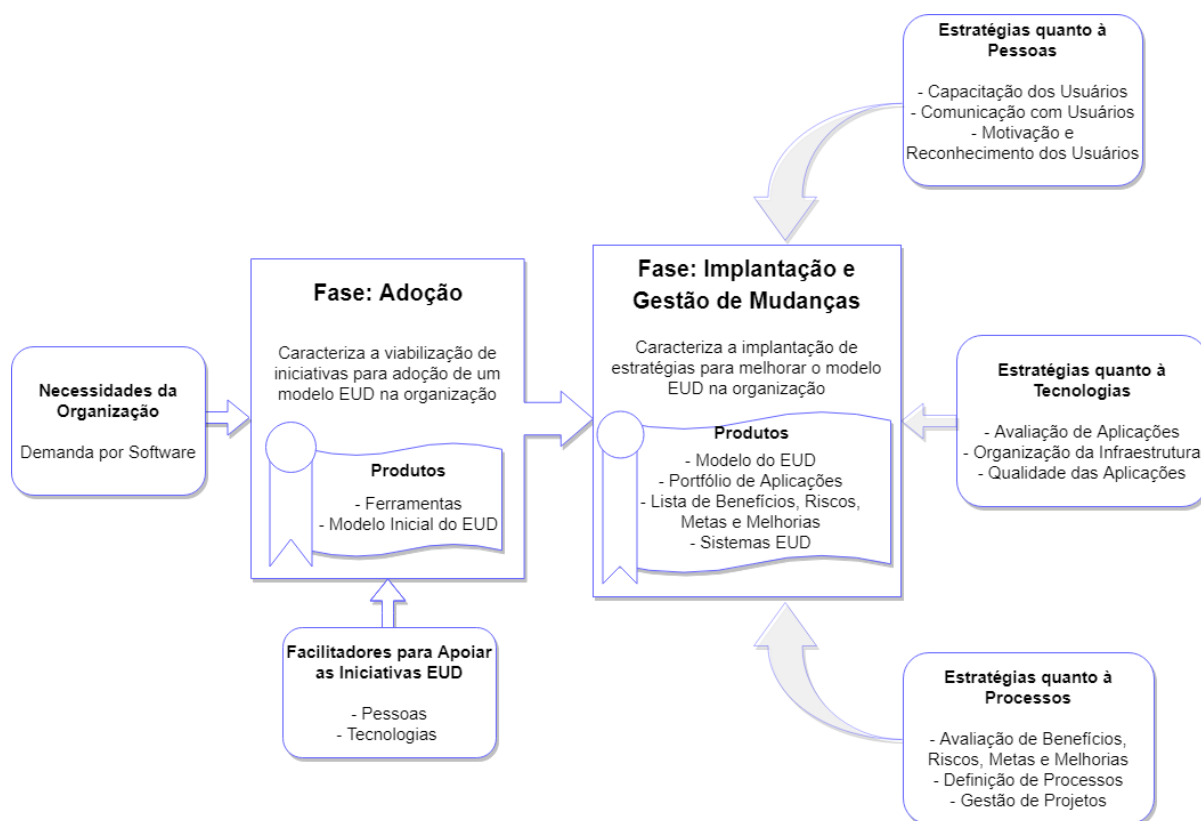 Estratégias quanto à
Pessoas
- Capacitação dos Usuários
- Comunicação com Usuários
- Motivação e
Reconhecimento dos Usuários
Necessidades da
Organização
Demanda por Software
Fase: Adoção
Caracteriza a viabilização de
iniciativas para adoção de um
modelo EUD na organização
Produtos
- Ferramentas
- Modelo Inicial do EUD
Facilitadores para Apoiar
as Iniciativas EUD
- Pessoas
- Tecnologias
Fase: Implantação e
Gestão de Mudanças
Caracteriza a implantação de
estratégias para melhorar o modelo
EUD na organização
Produtos
- Modelo do EUD
- Portfólio de Aplicações
- Lista de Benefícios, Riscos,
Metas e Melhorias
- Sistemas EUD
Estratégias quanto à
Tecnologias
- Avaliação de Aplicações
- Organização da Infraestrutura
- Qualidade das Aplicações
Estratégias quanto à
Processos
- Avaliação de Benefícios,
Riscos, Metas e Melhorias
- Definição de Processos
- Gestão de Projetos